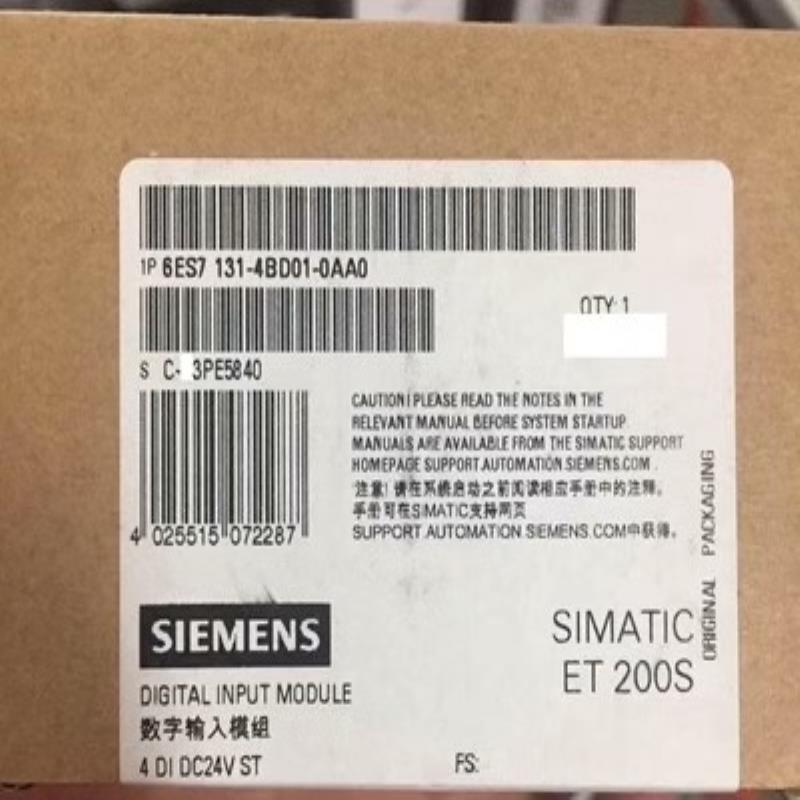 1P 6ES7 131-4BD01-0AA0
QTY: 1
S C- 3PE5840
4 025515 072287
CAUTION! PLEASE READ THE NOTES IN THE
RELEVANT MANUAL BEFORE SYSTEM STARTUP.
MANUALS ARE AVAILABLE FROM THE SIMATIC SUPPORT
HOMEPAGE SUPPORT.AUTOMATION.SIEMENS.COM .
注意! 请在系统启动之前阅读相应手册中的注释。
手册可在SIMATIC支持网页
SUPPORT.AUTOMATION.SIEMENS.COM中获得。
ORIGINAL PACKAGING
SIEMENS
SIMATIC
ET 200S
DIGITAL INPUT MODULE
数字输入模组
4 DI DC24V ST
FS: